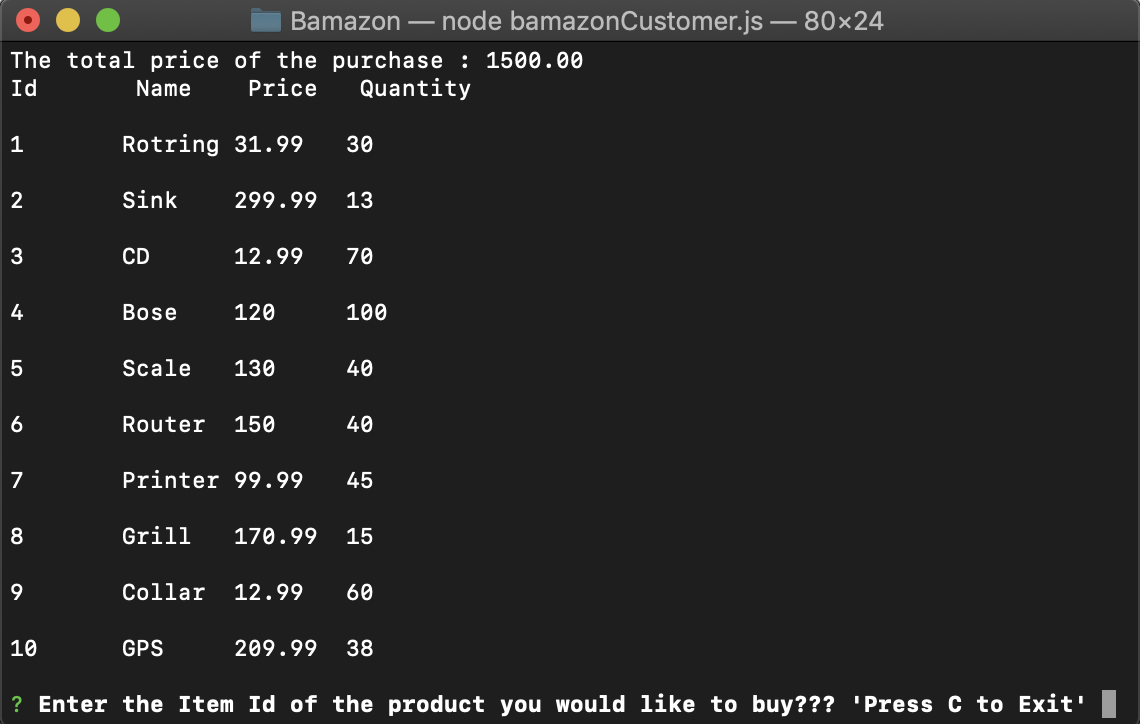 Bamazon — node bamazonCustomer.js — 80×24
The total price of the purchase : 1500.00
Id Name Price Quantity
1 Rotring 31.99 30
2 Sink 299.99 13
3 CD 12.99 70
4 Bose 120 100
5 Scale 130 40
6 Router 150 40
7 Printer 99.99 45
8 Grill 170.99 15
9 Collar 12.99 60
10 GPS 209.99 38
? Enter the Item Id of the product you would like to buy??? 'Press C to Exit'